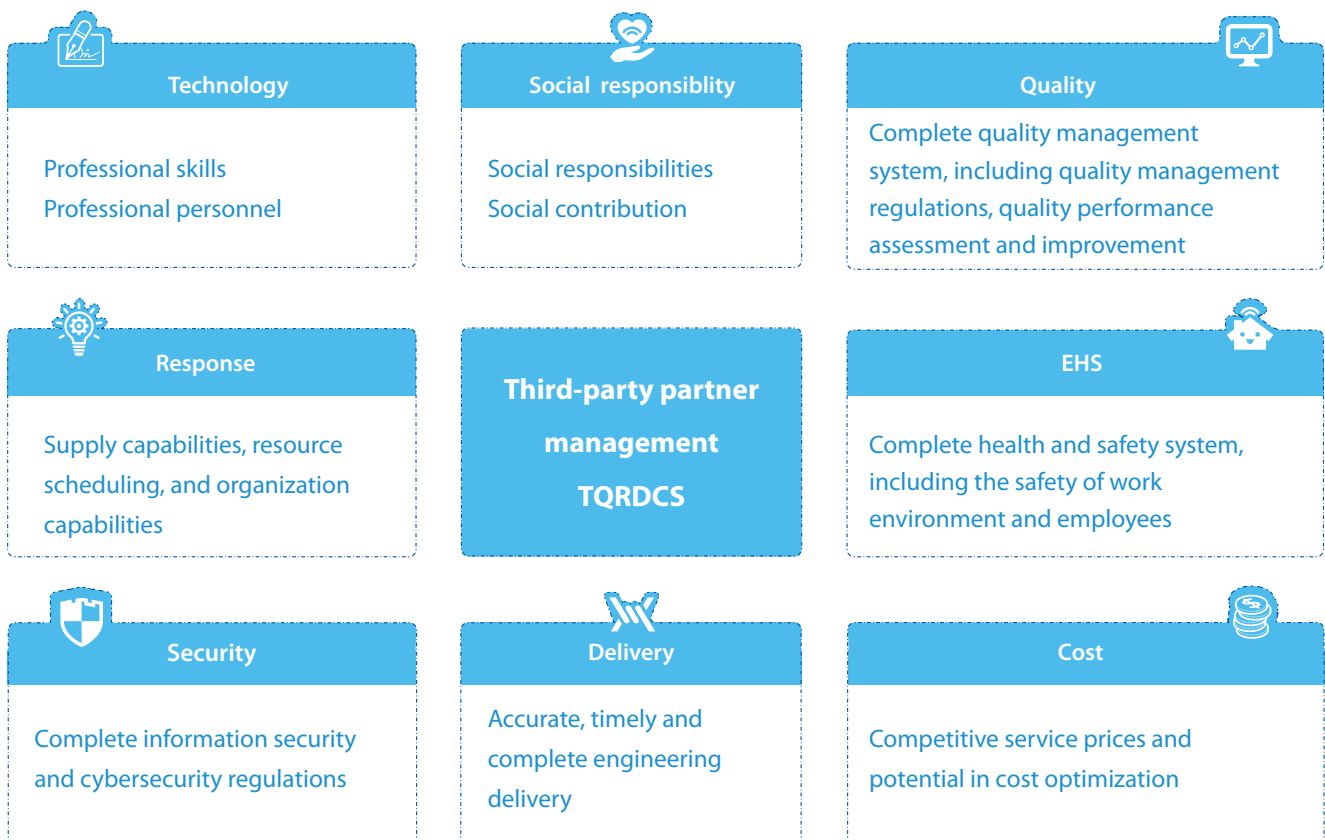 Technology
Professional skills
Professional personnel
Social responsiblity
Social responsibilities
Social contribution
Quality
Complete quality management
system, including quality management
regulations, quality performance
assessment and improvement
Response
Supply capabilities, resource
scheduling, and organization
capabilities
Third-party partner
management
TQRDCS
EHS
Complete health and safety system,
including the safety of work
environment and employees
Security
Complete information security
and cybersecurity regulations
Delivery
Accurate, timely and
complete engineering
delivery
Cost
Competitive service prices and
potential in cost optimization